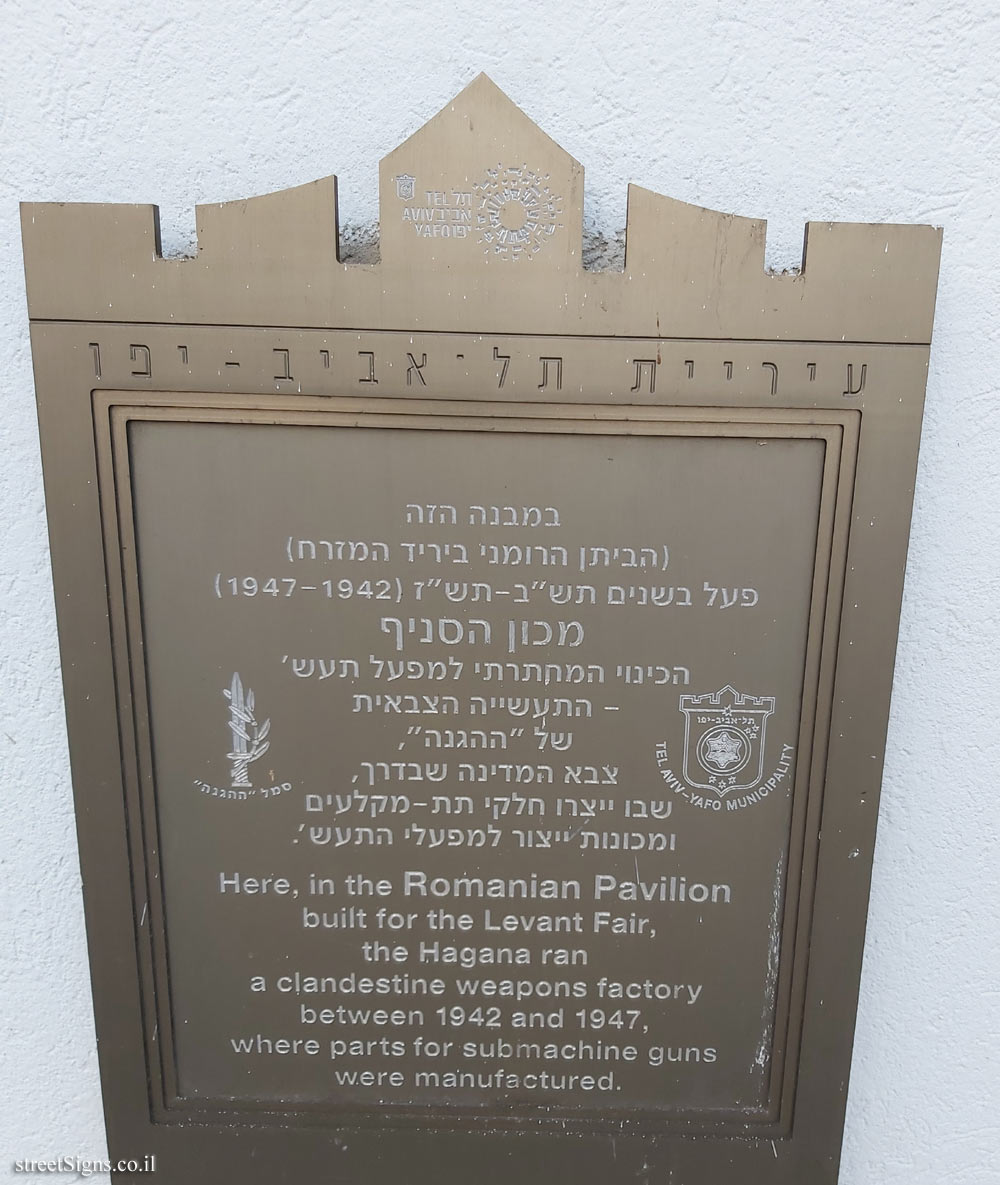 TEL תל
AVIV אביב
YAFO יפו
עיריית תל־אביב - יפו
במבנה הזה
(הביתן הרומני ביריד המזרח)
פעל בשנים תש״ב-תש״ז (1942–1947)
מכון הסניף
הכינוי המחתרתי למפעל תעש׳
– התעשייה הצבאית
של ״ההגנה״,
צבא המדינה שבדרך,
שבו ייצרו חלקי תת-מקלעים
ומכונות ייצור למפעלי התעש׳.
סמל ״ההגנה״
תל-אביב-יפו
TEL AVIV-YAFO MUNICIPALITY
Here, in the Romanian Pavilion
built for the Levant Fair,
the Hagana ran
a clandestine weapons factory
between 1942 and 1947,
where parts for submachine guns
were manufactured.
streetSigns.co.il